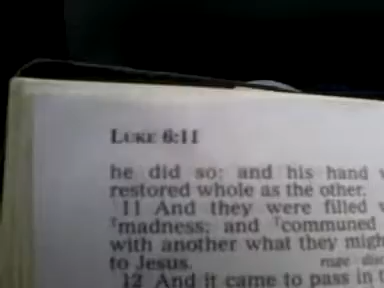 LUKE 6:11
he did so: and his hand
restored whole as the other.
11 And they were filled
madness; and communed
with another what they
to Jesus.
12 And it came to pass in